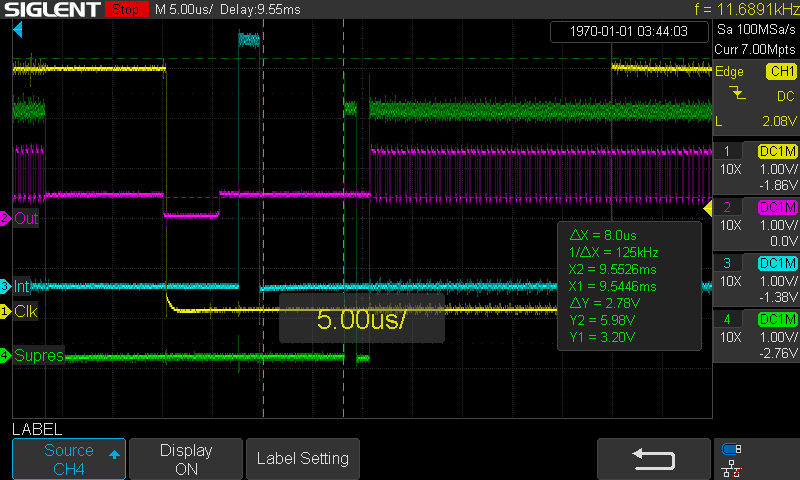 SIGLENT Stop M 5.00us/ Delay:9.55ms f = 11.6891kHz
1970-01-01 03:44:03
Sa 100MSa/s
Curr 7.00Mpts
Edge CH1
DC
L 2.08V
1 DC1M
10X 1.00V/
-1.86V
2 DC1M
10X 1.00V/
0.0V
3 DC1M
10X 1.00V/
-1.38V
4 DC1M
10X 1.00V/
-2.76V
2 Out
3 Int
1 Clk
4 Supres
△X = 8.0us
1/△X = 125kHz
X2 = 9.5526ms
X1 = 9.5446ms
△Y = 2.78V
Y2 = 5.98V
Y1 = 3.20V
5.00us/
LABEL
Source
CH4
Display
ON
Label Setting